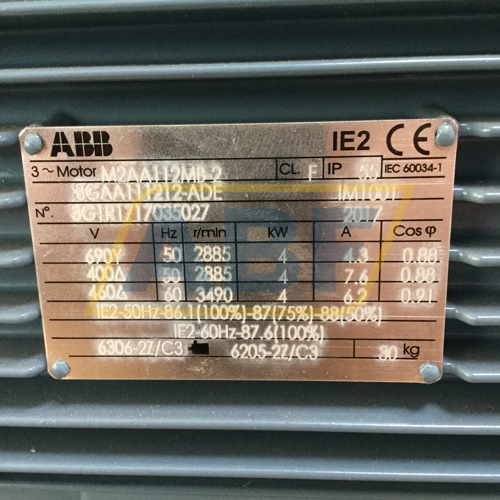 ABB IE2 CE
3~Motor M2AA112MB-2 CL. F IP 55 IEC 60034-1
3GAA112212-ADE IM1001
N°. 3G1R1717035027 2017
V Hz r/min kW A Cos φ
690Y 50 2885 4 4.3 0.88
400Δ 50 2885 4 7.6 0.88
460Δ 60 3490 4 6.2 0.91
IE2-50Hz-86.1(100%)-87(75%)-88(50%)
IE2-60Hz-87.6(100%)
6306-2Z/C3 6205-2Z/C3 30 kg